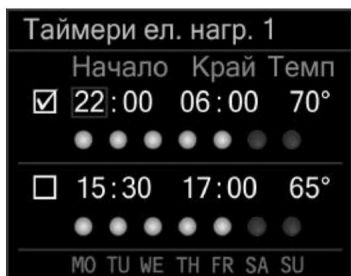 Таймери ел. нагр. 1
Начало Край Темп
22:00 06:00 70°
15:30 17:00 65°
MO TU WE TH FR SA SU